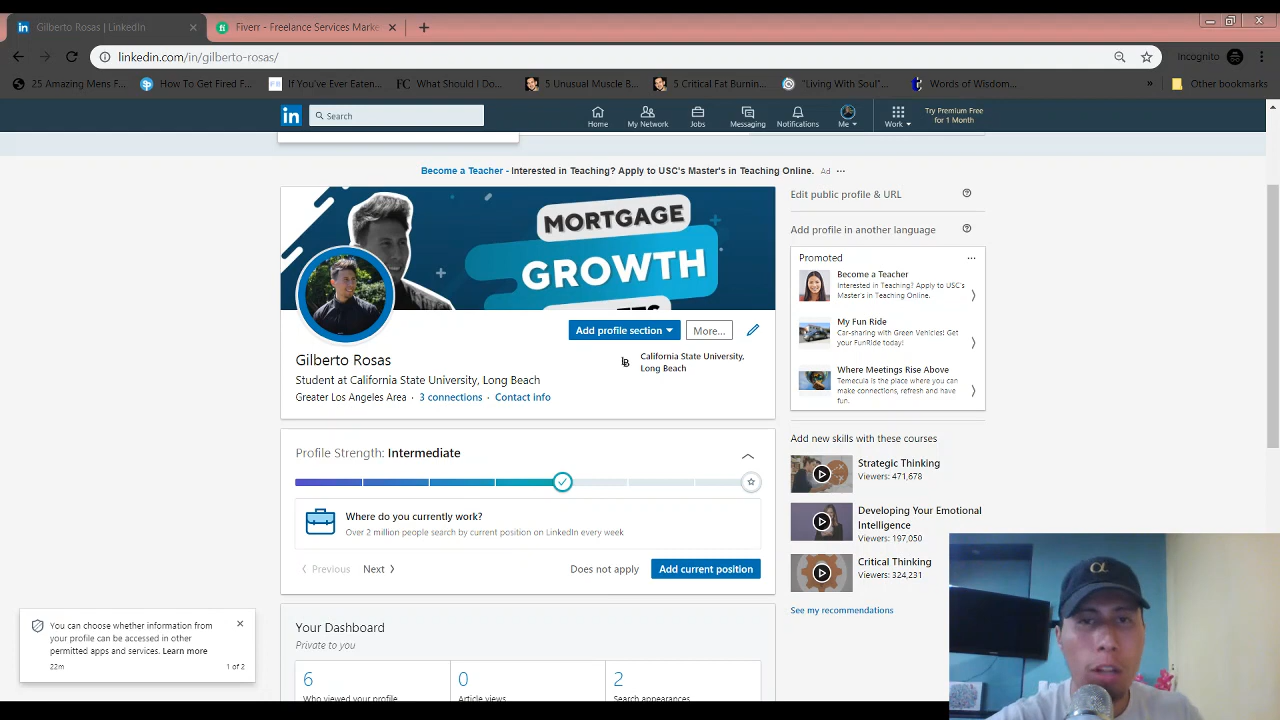 in Gilberto Rosas | LinkedIn
fi Fiverr - Freelance Services Marke
linkedin.com/in/gilberto-rosas/
Incognito
25 Amazing Mens F...
How To Get Fired F...
If You've Ever Eaten...
FC What Should I Do...
5 Unusual Muscle B...
5 Critical Fat Burnin...
"Living With Soul"...
Words of Wisdom...
»
Other bookmarks
in
Search
Home
My Network
Jobs
Messaging
Notifications
Me
Work
Try Premium Free
for 1 Month
Become a Teacher - Interested in Teaching? Apply to USC's Master's in Teaching Online. Ad ...
MORTGAGE
GROWTH
Add profile section
More...
Gilberto Rosas
Student at California State University, Long Beach
Greater Los Angeles Area · 3 connections · Contact info
California State University,
Long Beach
Profile Strength: Intermediate
Where do you currently work?
Over 2 million people search by current position on LinkedIn every week
Previous
Next
Does not apply
Add current position
Your Dashboard
Private to you
6
Who viewed your profile
0
Article views
2
Search appearances
Edit public profile & URL
Add profile in another language
Promoted
...
Become a Teacher
Interested in Teaching? Apply to USC's
Master's in Teaching Online.
My Fun Ride
Car-sharing with Green Vehicles! Get
your FunRide today!
Where Meetings Rise Above
Temecula is the place where you can
make connections, refresh and have
fun.
Add new skills with these courses
Strategic Thinking
Viewers: 471,678
Developing Your Emotional
Intelligence
Viewers: 197,050
Critical Thinking
Viewers: 324,231
See my recommendations
You can choose whether information from
your profile can be accessed in other
permitted apps and services. Learn more
22m
1 of 2